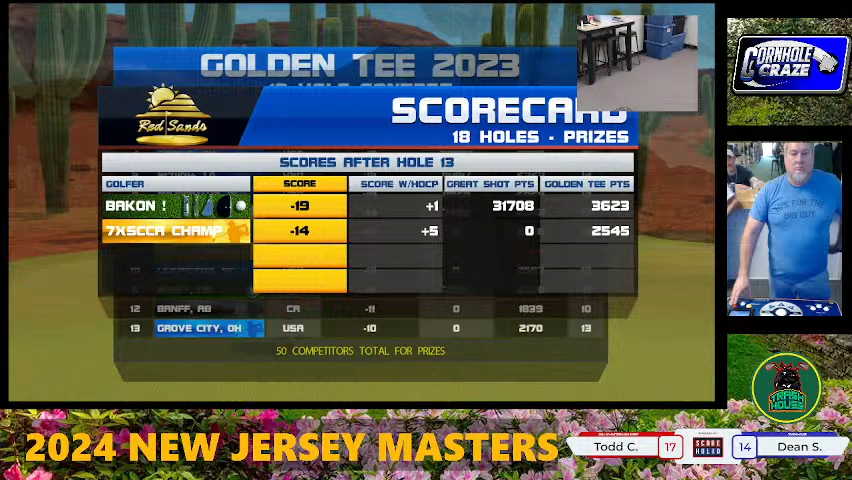 GOLDEN TEE 2023
SCORECARD
18 HOLES - PRIZES
Red Sands
SCORES AFTER HOLE 13
GOLFER SCORE SCORE W/HDCP GREAT SHOT PTS GOLDEN TEE PTS
BAKON ! -19 +1 31708 3623
7XSCCA CHAMP -14 +5 0 2545
12 BANFF, AB CA -11 0 1839 10
13 GROVE CITY, OH USA -10 0 2170 13
50 COMPETITORS TOTAL FOR PRIZES
CORNHOLE
CRAZE
BIG GUY
TRASH
HOUSE
2024 NEW JERSEY MASTERS
Todd C. 17 SCORE HOLIO 14 Dean S.